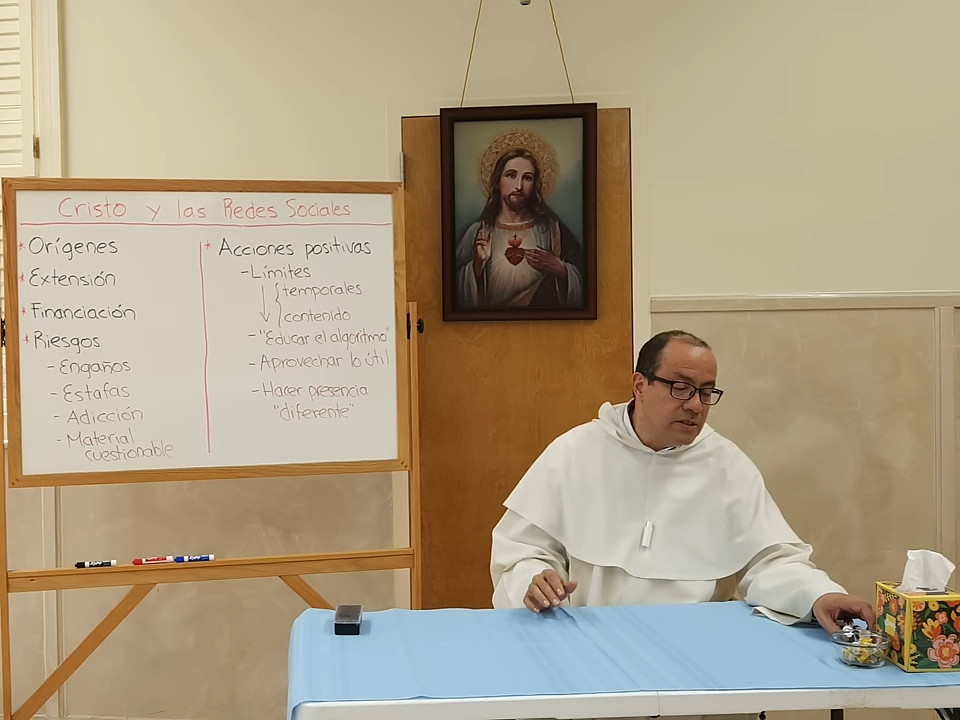 Cristo y las Redes Sociales
* Orígenes
* Extensión
* Financiación
* Riesgos
- Engaños
- Estafas
- Adicción
- Material
cuestionable
* Acciones positivas
- Límites
temporales
contenido
- "Educar el algoritmo"
- Aprovechar lo útil
- Hacer presencia
"diferente"